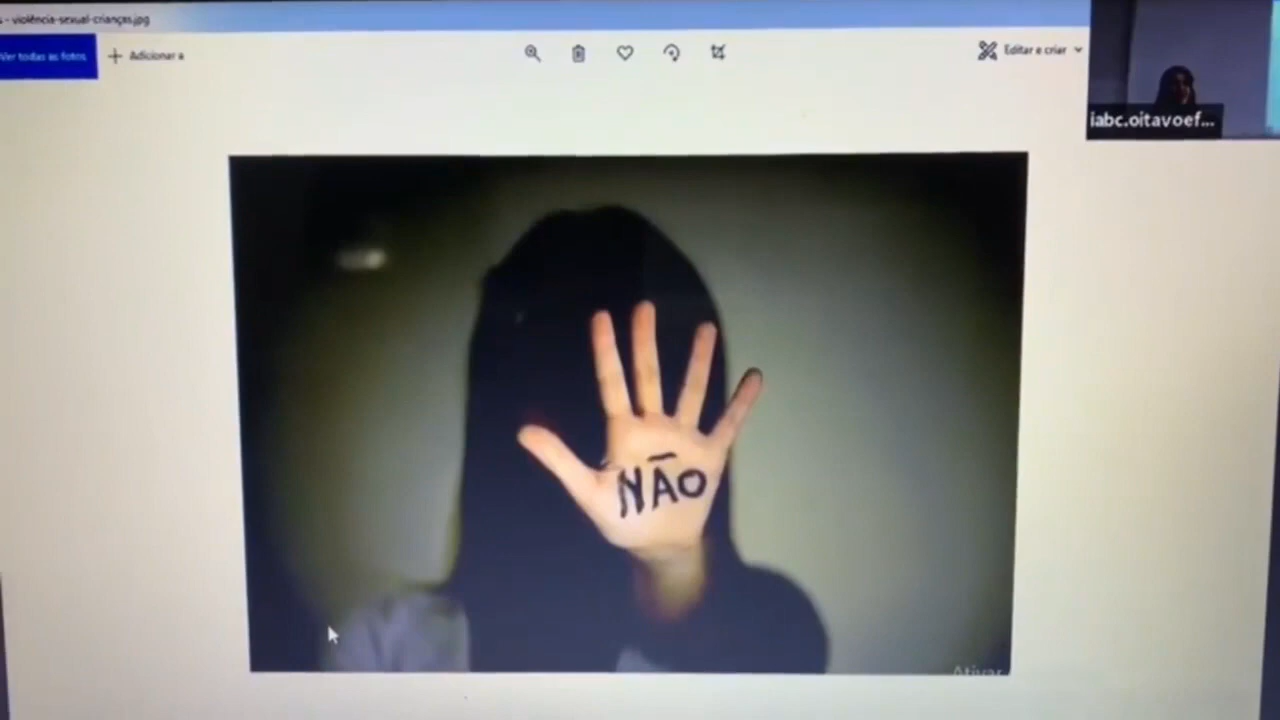 - violência-sexual-crianças.jpg
Ver todas as fotos
Adicionar a
Editar e criar
iabc.oitavoef...
NÃO
Ativar